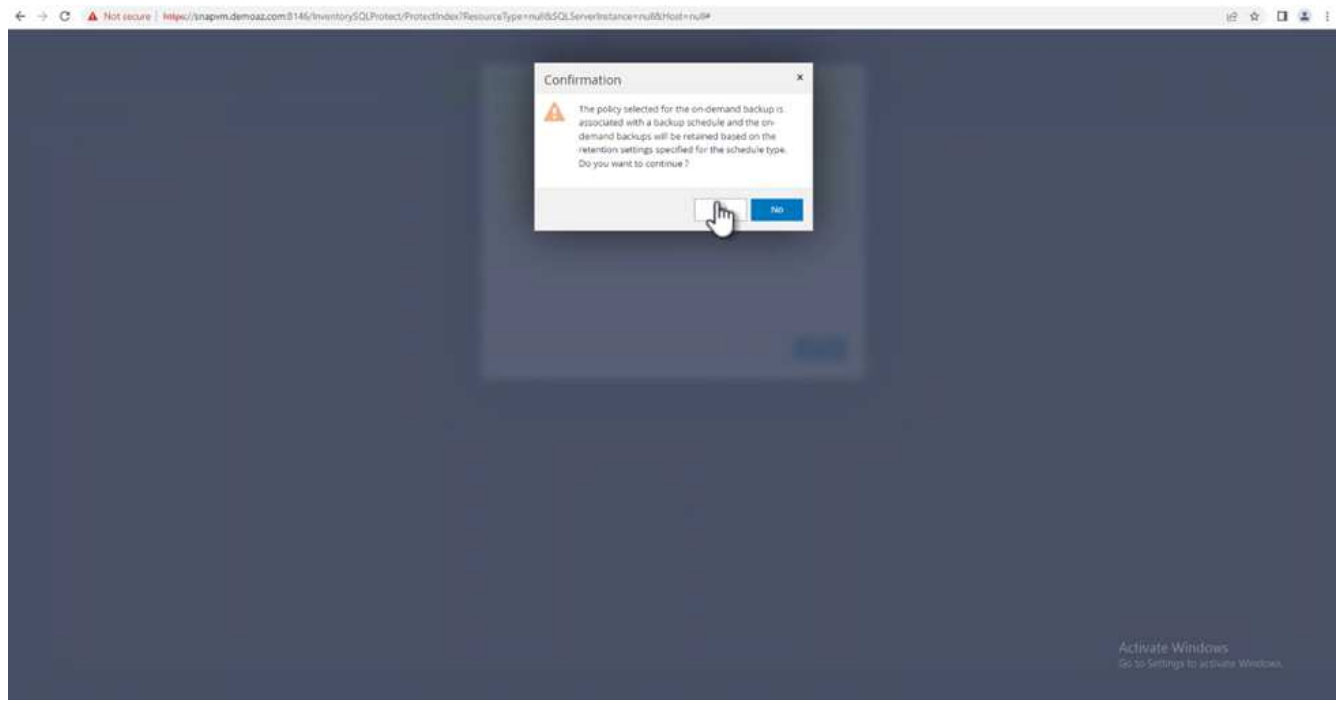 Not secure
https://snapvm.demoaz.com:8146/InventorySQLProtect/ProtectIndex?ResourceType=null&SQLServerInstance=null&Host=null#
Confirmation
×
The policy selected for the on-demand backup is
associated with a backup schedule and the on-
demand backups will be retained based on the
retention settings specified for the schedule type.
Do you want to continue ?
No
Activate Windows
Go to Settings to activate Windows.